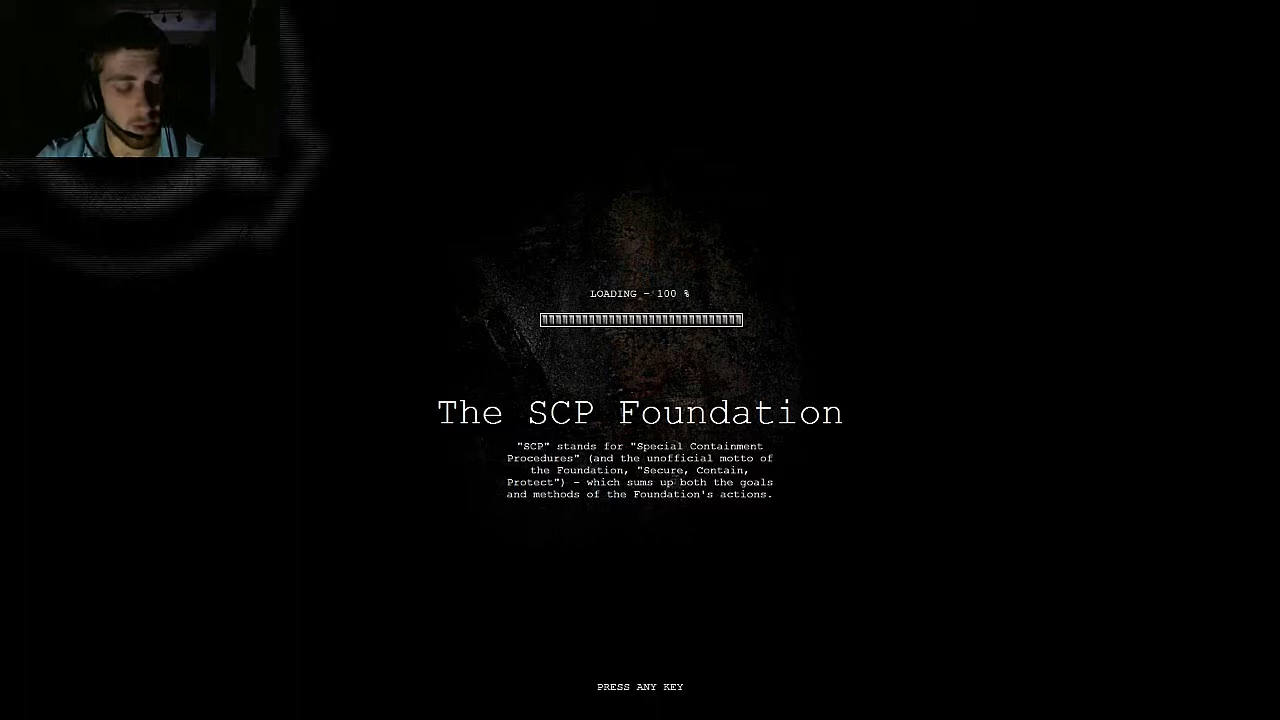 LOADING - 100 %
The SCP Foundation
"SCP" stands for "Special Containment
Procedures" (and the unofficial motto of
the Foundation, "Secure, Contain,
Protect") - which sums up both the goals
and methods of the Foundation's actions.
PRESS ANY KEY